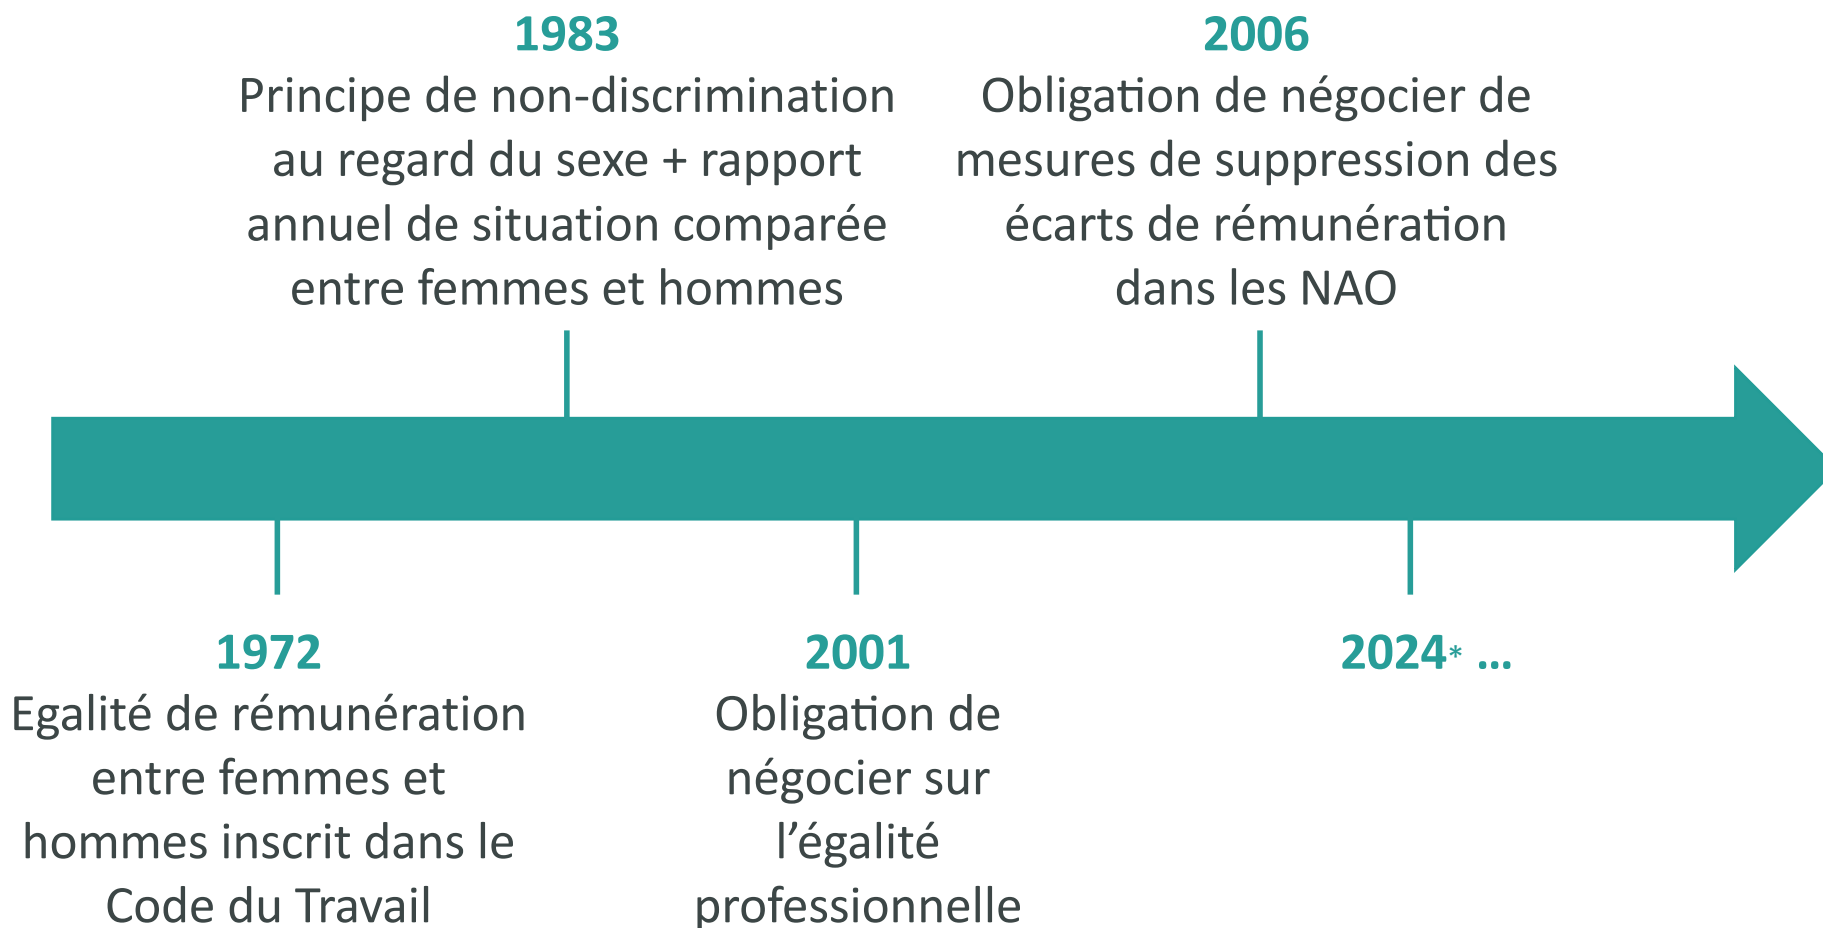 1983
Principe de non-discrimination
au regard du sexe + rapport
annuel de situation comparée
entre femmes et hommes
2006
Obligation de négocier de
mesures de suppression des
écarts de rémunération
dans les NAO
1972
Egalité de rémunération
entre femmes et
hommes inscrit dans le
Code du Travail
2001
Obligation de
négocier sur
l’égalité
professionnelle
2024* ...